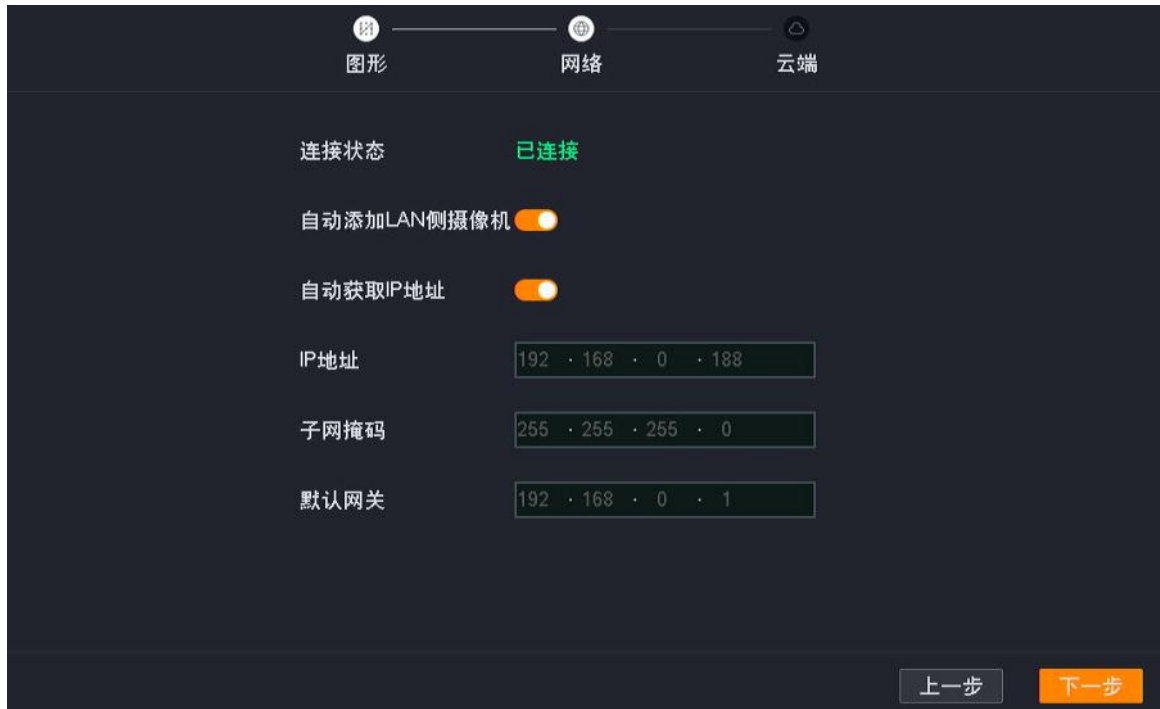 图形 网络 云端
连接状态 已连接
自动添加LAN侧摄像机
自动获取IP地址
IP地址 192 · 168 · 0 · 188
子网掩码 255 · 255 · 255 · 0
默认网关 192 · 168 · 0 · 1
上一步 下一步